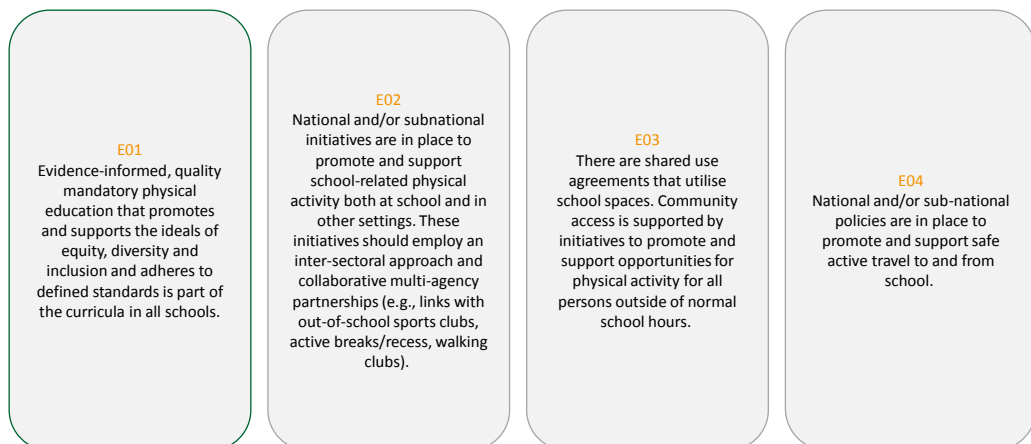 E01
Evidence-informed, quality
mandatory physical
education that promotes
and supports the ideals of
equity, diversity and
inclusion and adheres to
defined standards is part of
the curricula in all schools.
E02
National and/or subnational
initiatives are in place to
promote and support
school-related physical
activity both at school and in
other settings. These
initiatives should employ an
inter-sectoral approach and
collaborative multi-agency
partnerships (e.g., links with
out-of-school sports clubs,
active breaks/recess, walking
clubs).
E03
There are shared use
agreements that utilise
school spaces. Community
access is supported by
initiatives to promote and
support opportunities for
physical activity for all
persons outside of normal
school hours.
E04
National and/or sub-national
policies are in place to
promote and support safe
active travel to and from
school.